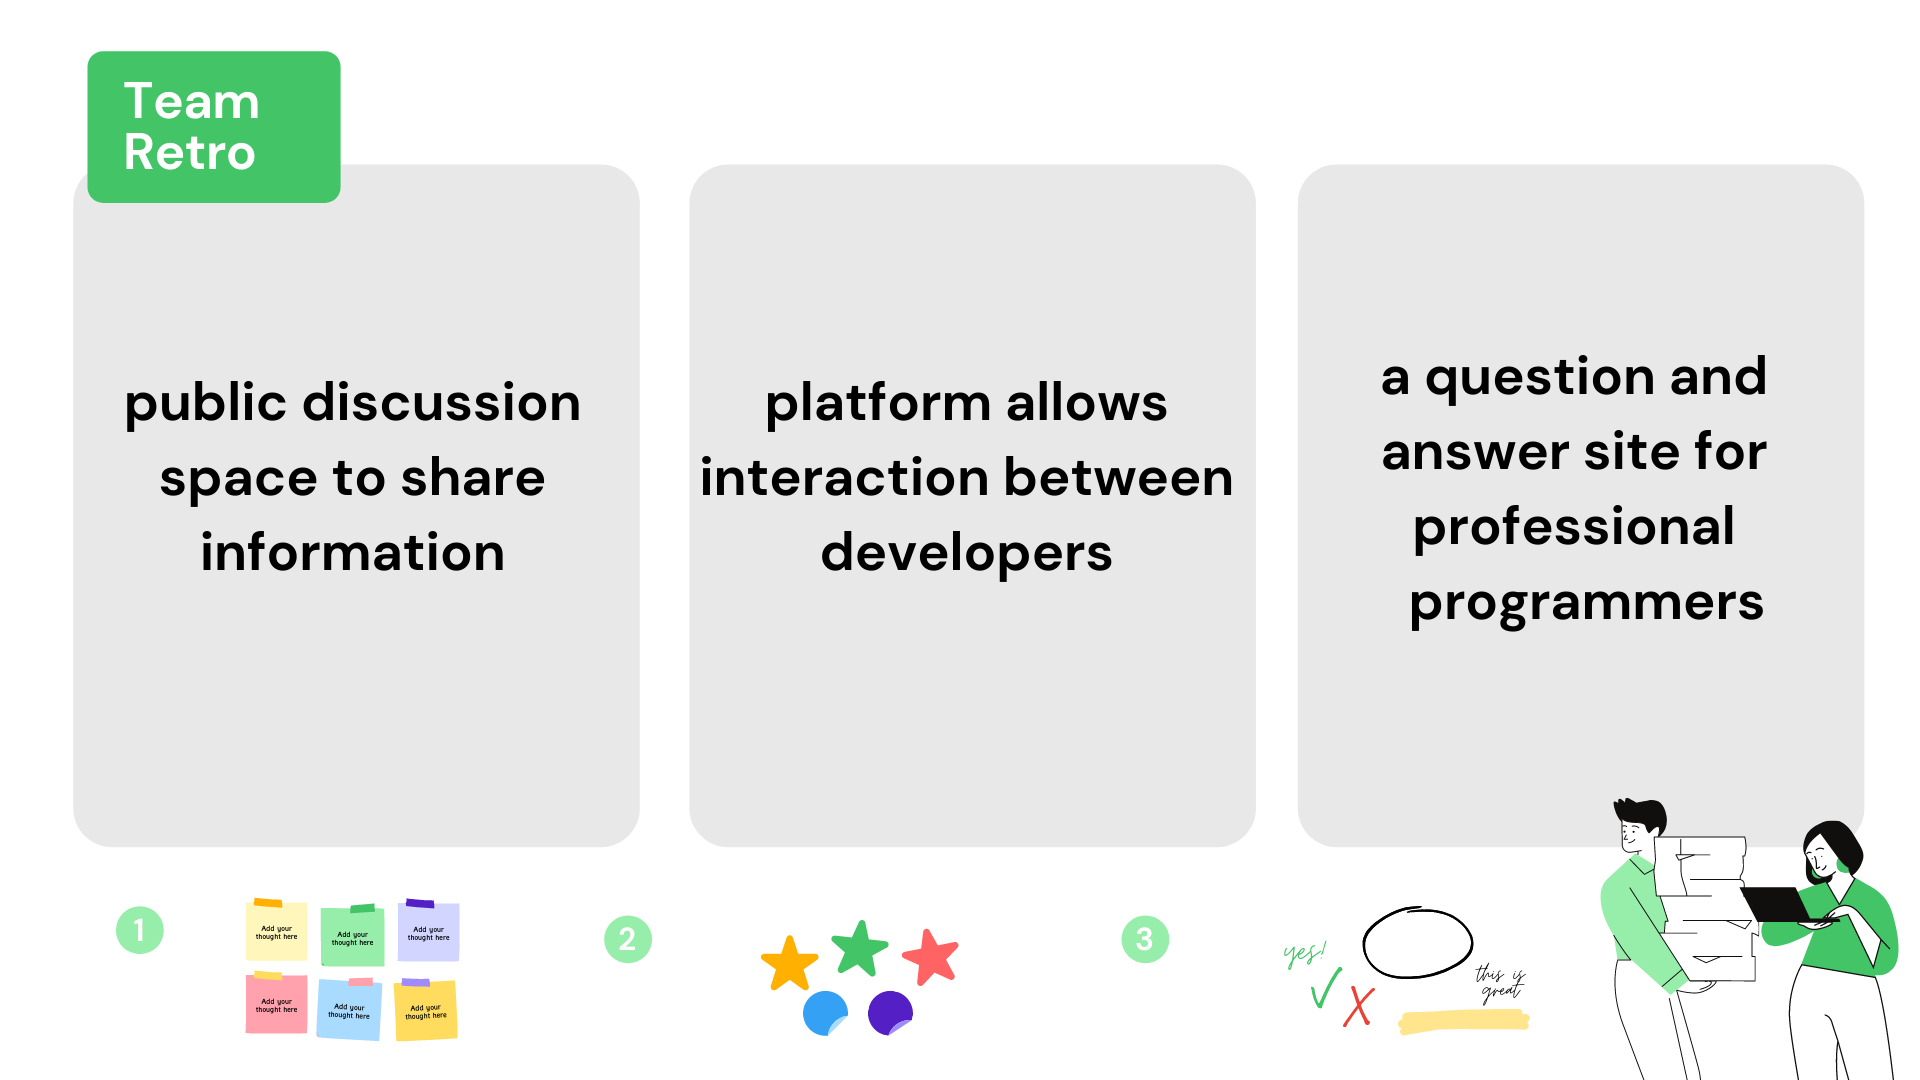 Team
Retro
public discussion
space to share
information
platform allows
interaction between
developers
a question and
answer site for
professional
programmers
1
Add your
thought here
Add your
thought here
Add your
thought here
Add your
thought here
Add your
thought here
Add your
thought here
2
3
yes!
this is
great